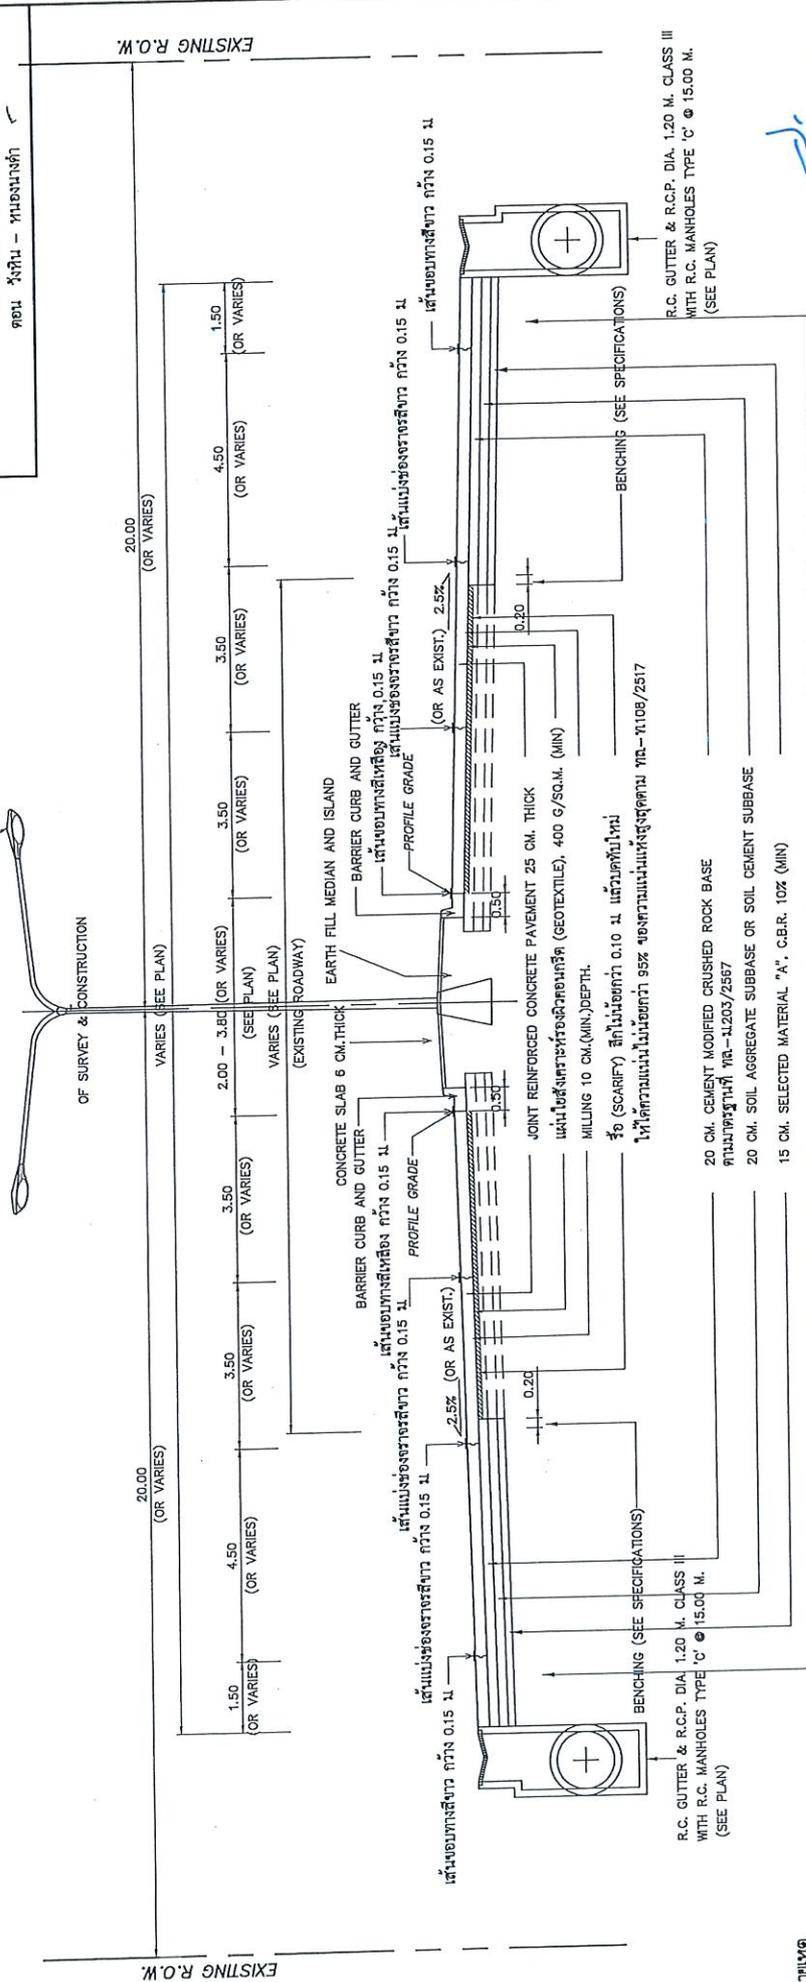 ตอน วังหิน - หนองนางคำ
EXISTING R.O.W.
EXISTING R.O.W.
20.00
(OR VARIES)
20.00
(OR VARIES)
OF SURVEY & CONSTRUCTION
VARIES (SEE PLAN)
1.50
(OR VARIES)
4.50
(OR VARIES)
3.50
(OR VARIES)
3.50
(OR VARIES)
2.00 - 3.80 (OR VARIES)
(SEE PLAN)
3.50
(OR VARIES)
3.50
(OR VARIES)
4.50
(OR VARIES)
1.50
(OR VARIES)
VARIES (SEE PLAN)
(EXISTING ROADWAY)
CONCRETE SLAB 6 CM.THICK
EARTH FILL MEDIAN AND ISLAND
BARRIER CURB AND GUTTER
BARRIER CURB AND GUTTER
เส้นขอบทางสีเหลือง กว้าง 0.15 ม
เส้นขอบทางสีเหลือง กว้าง 0.15 ม
เส้นแบ่งช่องจราจรสีขาว กว้าง 0.15 ม
เส้นแบ่งช่องจราจรสีขาว กว้าง 0.15 ม
PROFILE GRADE
PROFILE GRADE
เส้นแบ่งช่องจราจรสีขาว กว้าง 0.15 ม
เส้นแบ่งช่องจราจรสีขาว กว้าง 0.15 ม
เส้นขอบทางสีขาว กว้าง 0.15 ม
เส้นขอบทางสีขาว กว้าง 0.15 ม
2.5% (OR AS EXIST.)
(OR AS EXIST.) 2.5%
0.50
0.50
0.20
0.20
JOINT REINFORCED CONCRETE PAVEMENT 25 CM. THICK
แผ่นใยสังเคราะห์รองผิวคอนกรีต (GEOTEXTILE), 400 G/SQ.M. (MIN)
MILLING 10 CM.(MIN.)DEPTH.
รื้อ (SCARIFY) ลึกไม่น้อยกว่า 0.10 ม แล้วบดทับใหม่
ให้ได้ความแน่นไม่น้อยกว่า 95% ของความแน่นแห้งสูงสุดตาม ทล-ท.108/2517
BENCHING (SEE SPECIFICATIONS)
BENCHING (SEE SPECIFICATIONS)
R.C. GUTTER & R.C.P. DIA. 1.20 M. CLASS III
WITH R.C. MANHOLES TYPE 'C' @ 15.00 M.
(SEE PLAN)
R.C. GUTTER & R.C.P. DIA. 1.20 M. CLASS III
WITH R.C. MANHOLES TYPE 'C' @ 15.00 M.
(SEE PLAN)
20 CM. CEMENT MODIFIED CRUSHED ROCK BASE
ตามมาตรฐานที่ ทล.-ม.203/2567
20 CM. SOIL AGGREGATE SUBBASE OR SOIL CEMENT SUBBASE
15 CM. SELECTED MATERIAL "A", C.B.R. 10% (MIN)